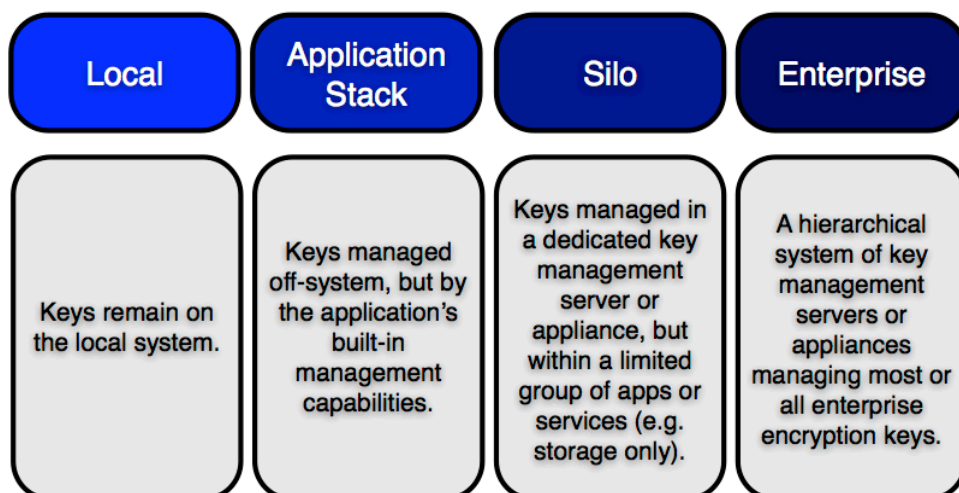 Local
Application
Stack
Silo
Enterprise
Keys remain on
the local system.
Keys managed
off-system, but by
the application's
built-in
management
capabilities.
Keys managed in
a dedicated key
management
server or
appliance, but
within a limited
group of apps or
services (e.g.
storage only).
A hierarchical
system of key
management
servers or
appliances
managing most or
all enterprise
encryption keys.